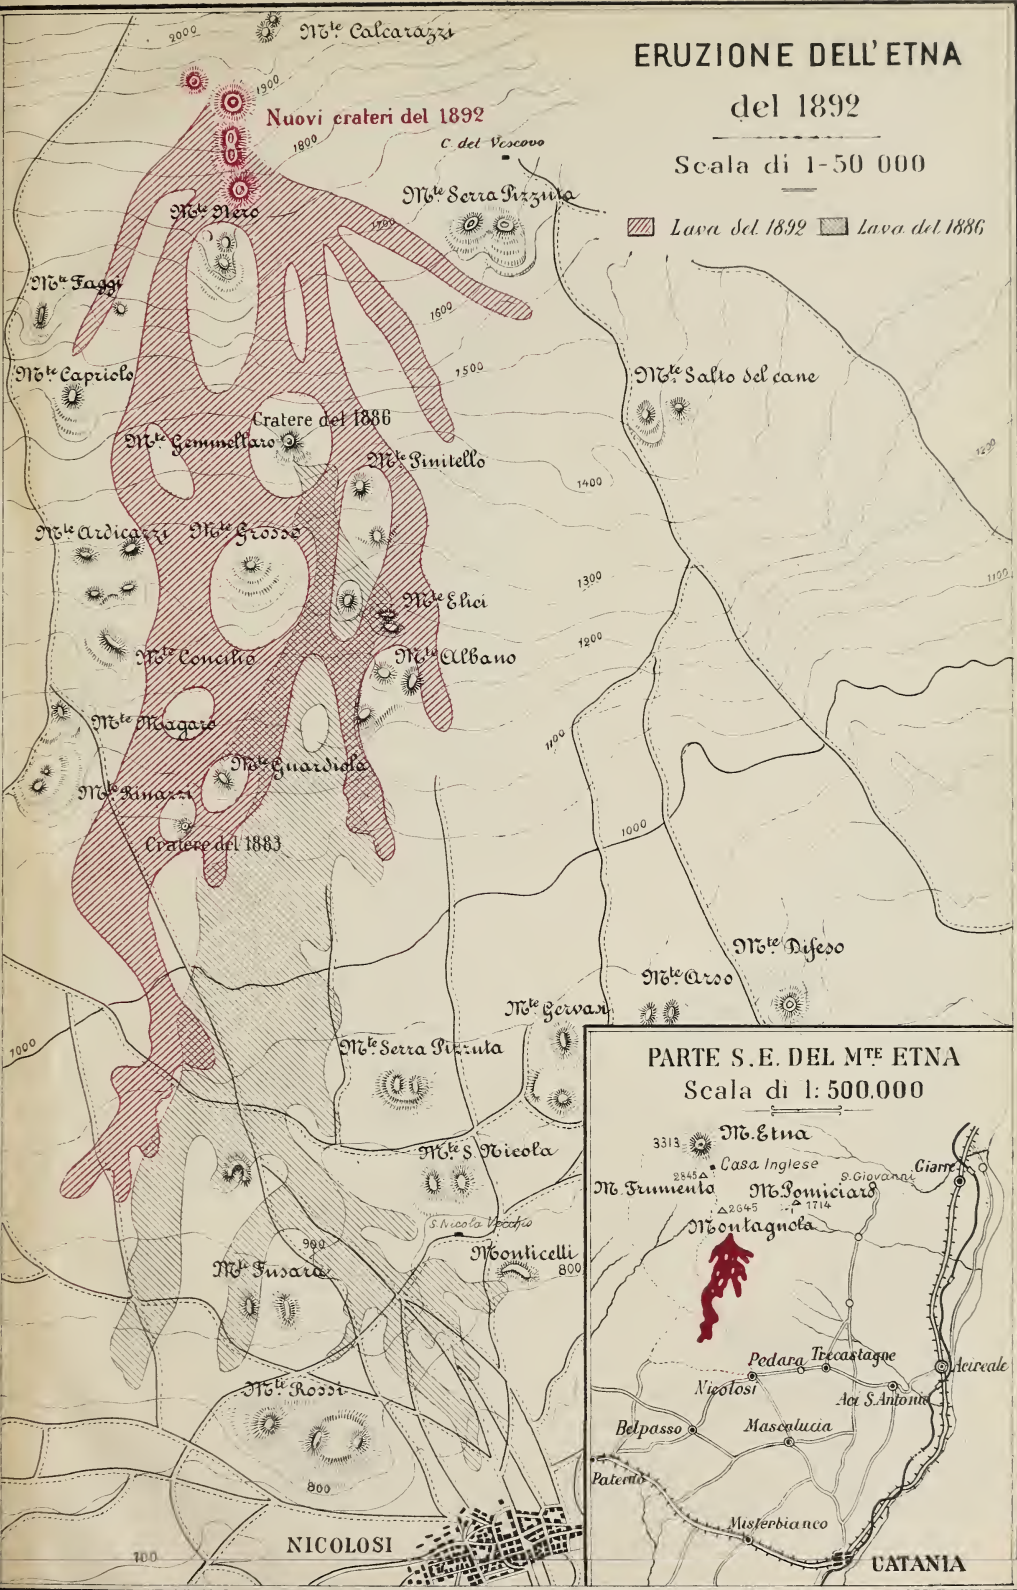 2000
Mte. Calcarazzi
ERUZIONE DELL'ETNA
del 1892
Scala di 1-50 000
Lava del 1892
Lava del 1886
1900
Nuovi crateri del 1892
1800
C. del Vescovo
Mte. Serra Pizzuta
Mte. Nero
1700
Mte. Faggi
1600
Mte. Capriolo
1500
Mte. Salto del cane
Cratere del 1886
Mte. Gemmellaro
Mte. Pinitello
1400
1200
Mte. Ardicazzi
Mte. Grosso
1300
1100
Mte. Elici
1200
Mte. Concilio
Mte. Albano
Mte. Magaro
1100
Mte. Guardiola
Mte. Rinazzi
1000
Cratere del 1883
Mte. Difeso
Mte. Arso
Mte. Gervasi
1000
Mte. Serra Pizzuta
Mte. S. Nicola
S. Nicola Vecchio
900
Monticelli
800
Mte. Fusara
Mte. Rossi
800
NICOLOSI
PARTE S.E. DEL MTE ETNA
Scala di 1:500.000
3313
M. Etna
Casa Inglese
2845
S. Giovanni
Giarre
M. Frumento
M. Pomiciaro
2645
1714
Montagnola
Pedara
Trecastagne
Acireale
Nicolosi
Aci S. Antonio
Belpasso
Mascalucia
Paternò
Misterbianco
CATANIA